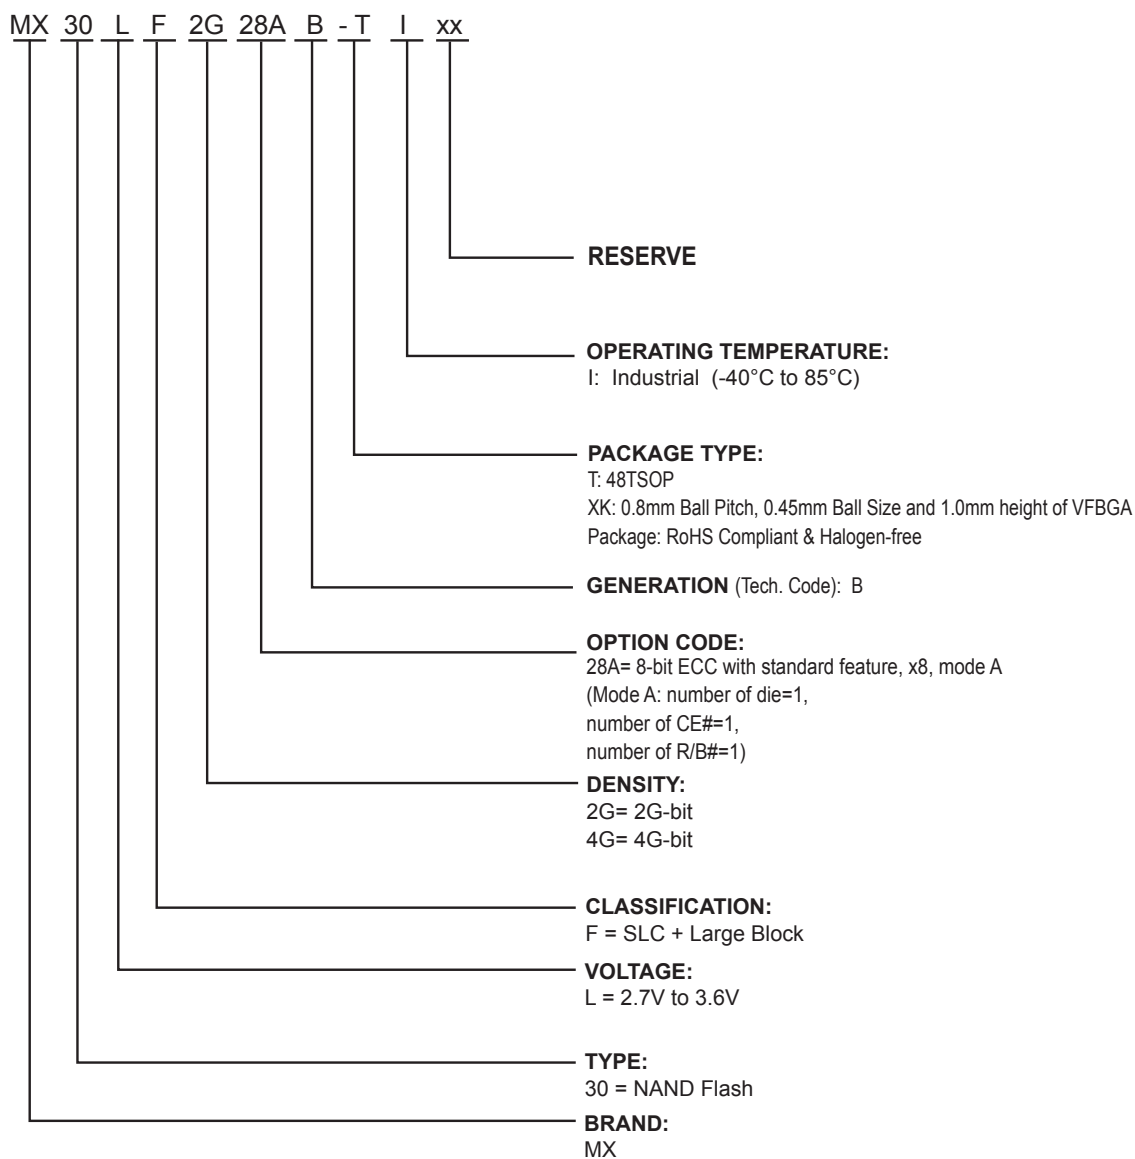 MX 30 L F 2G 28A B - T I xx
RESERVE
OPERATING TEMPERATURE:
I: Industrial (-40°C to 85°C)
PACKAGE TYPE:
T: 48TSOP
XK: 0.8mm Ball Pitch, 0.45mm Ball Size and 1.0mm height of VFBGA
Package: RoHS Compliant & Halogen-free
GENERATION (Tech. Code): B
OPTION CODE:
28A= 8-bit ECC with standard feature, x8, mode A
(Mode A: number of die=1,
number of CE#=1,
number of R/B#=1)
DENSITY:
2G= 2G-bit
4G= 4G-bit
CLASSIFICATION:
F = SLC + Large Block
VOLTAGE:
L = 2.7V to 3.6V
TYPE:
30 = NAND Flash
BRAND:
MX